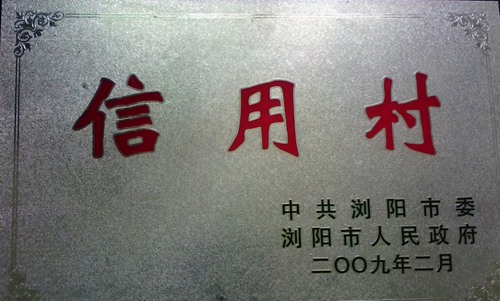 信用村
中共浏阳市委
浏阳市人民政府
二〇〇九年二月